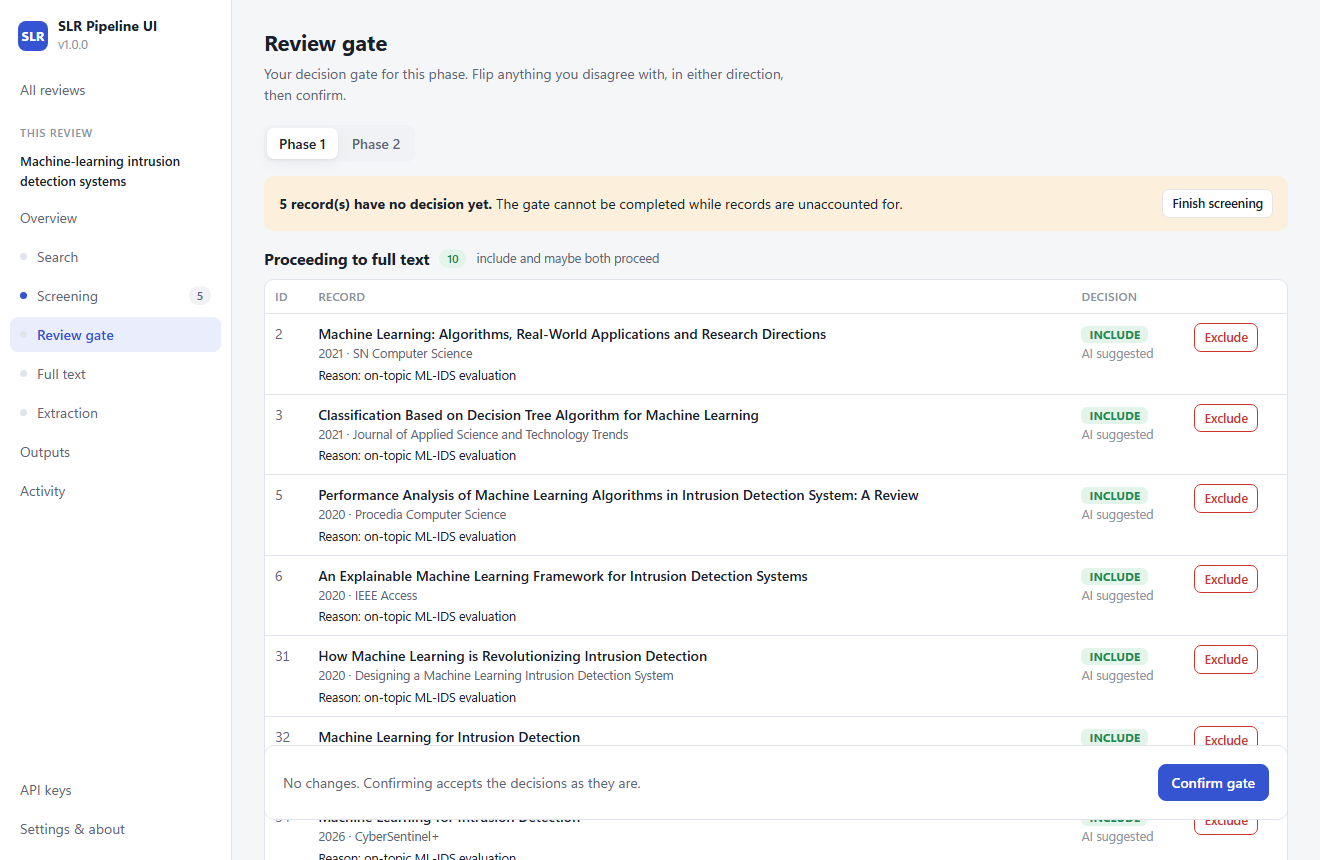 SLR
SLR Pipeline UI
v1.0.0
All reviews
THIS REVIEW
Machine-learning intrusion
detection systems
Overview
Search
Screening 5
Review gate
Full text
Extraction
Outputs
Activity
API keys
Settings & about
Review gate
Your decision gate for this phase. Flip anything you disagree with, in either direction,
then confirm.
Phase 1 Phase 2
5 record(s) have no decision yet. The gate cannot be completed while records are unaccounted for. Finish screening
Proceeding to full text 10 include and maybe both proceed
ID RECORD DECISION
2 Machine Learning: Algorithms, Real-World Applications and Research Directions INCLUDE Exclude
2021 · SN Computer Science AI suggested
Reason: on-topic ML-IDS evaluation
3 Classification Based on Decision Tree Algorithm for Machine Learning INCLUDE Exclude
2021 · Journal of Applied Science and Technology Trends AI suggested
Reason: on-topic ML-IDS evaluation
5 Performance Analysis of Machine Learning Algorithms in Intrusion Detection System: A Review INCLUDE Exclude
2020 · Procedia Computer Science AI suggested
Reason: on-topic ML-IDS evaluation
6 An Explainable Machine Learning Framework for Intrusion Detection Systems INCLUDE Exclude
2020 · IEEE Access AI suggested
Reason: on-topic ML-IDS evaluation
31 How Machine Learning is Revolutionizing Intrusion Detection INCLUDE Exclude
2020 · Designing a Machine Learning Intrusion Detection System AI suggested
Reason: on-topic ML-IDS evaluation
32 Machine Learning for Intrusion Detection INCLUDE Exclude
No changes. Confirming accepts the decisions as they are. Confirm gate
Machine Learning for Intrusion Detection INCLUDE Exclude
2026 · CyberSentinel+ AI suggested
Reason: on-topic ML-IDS evaluation